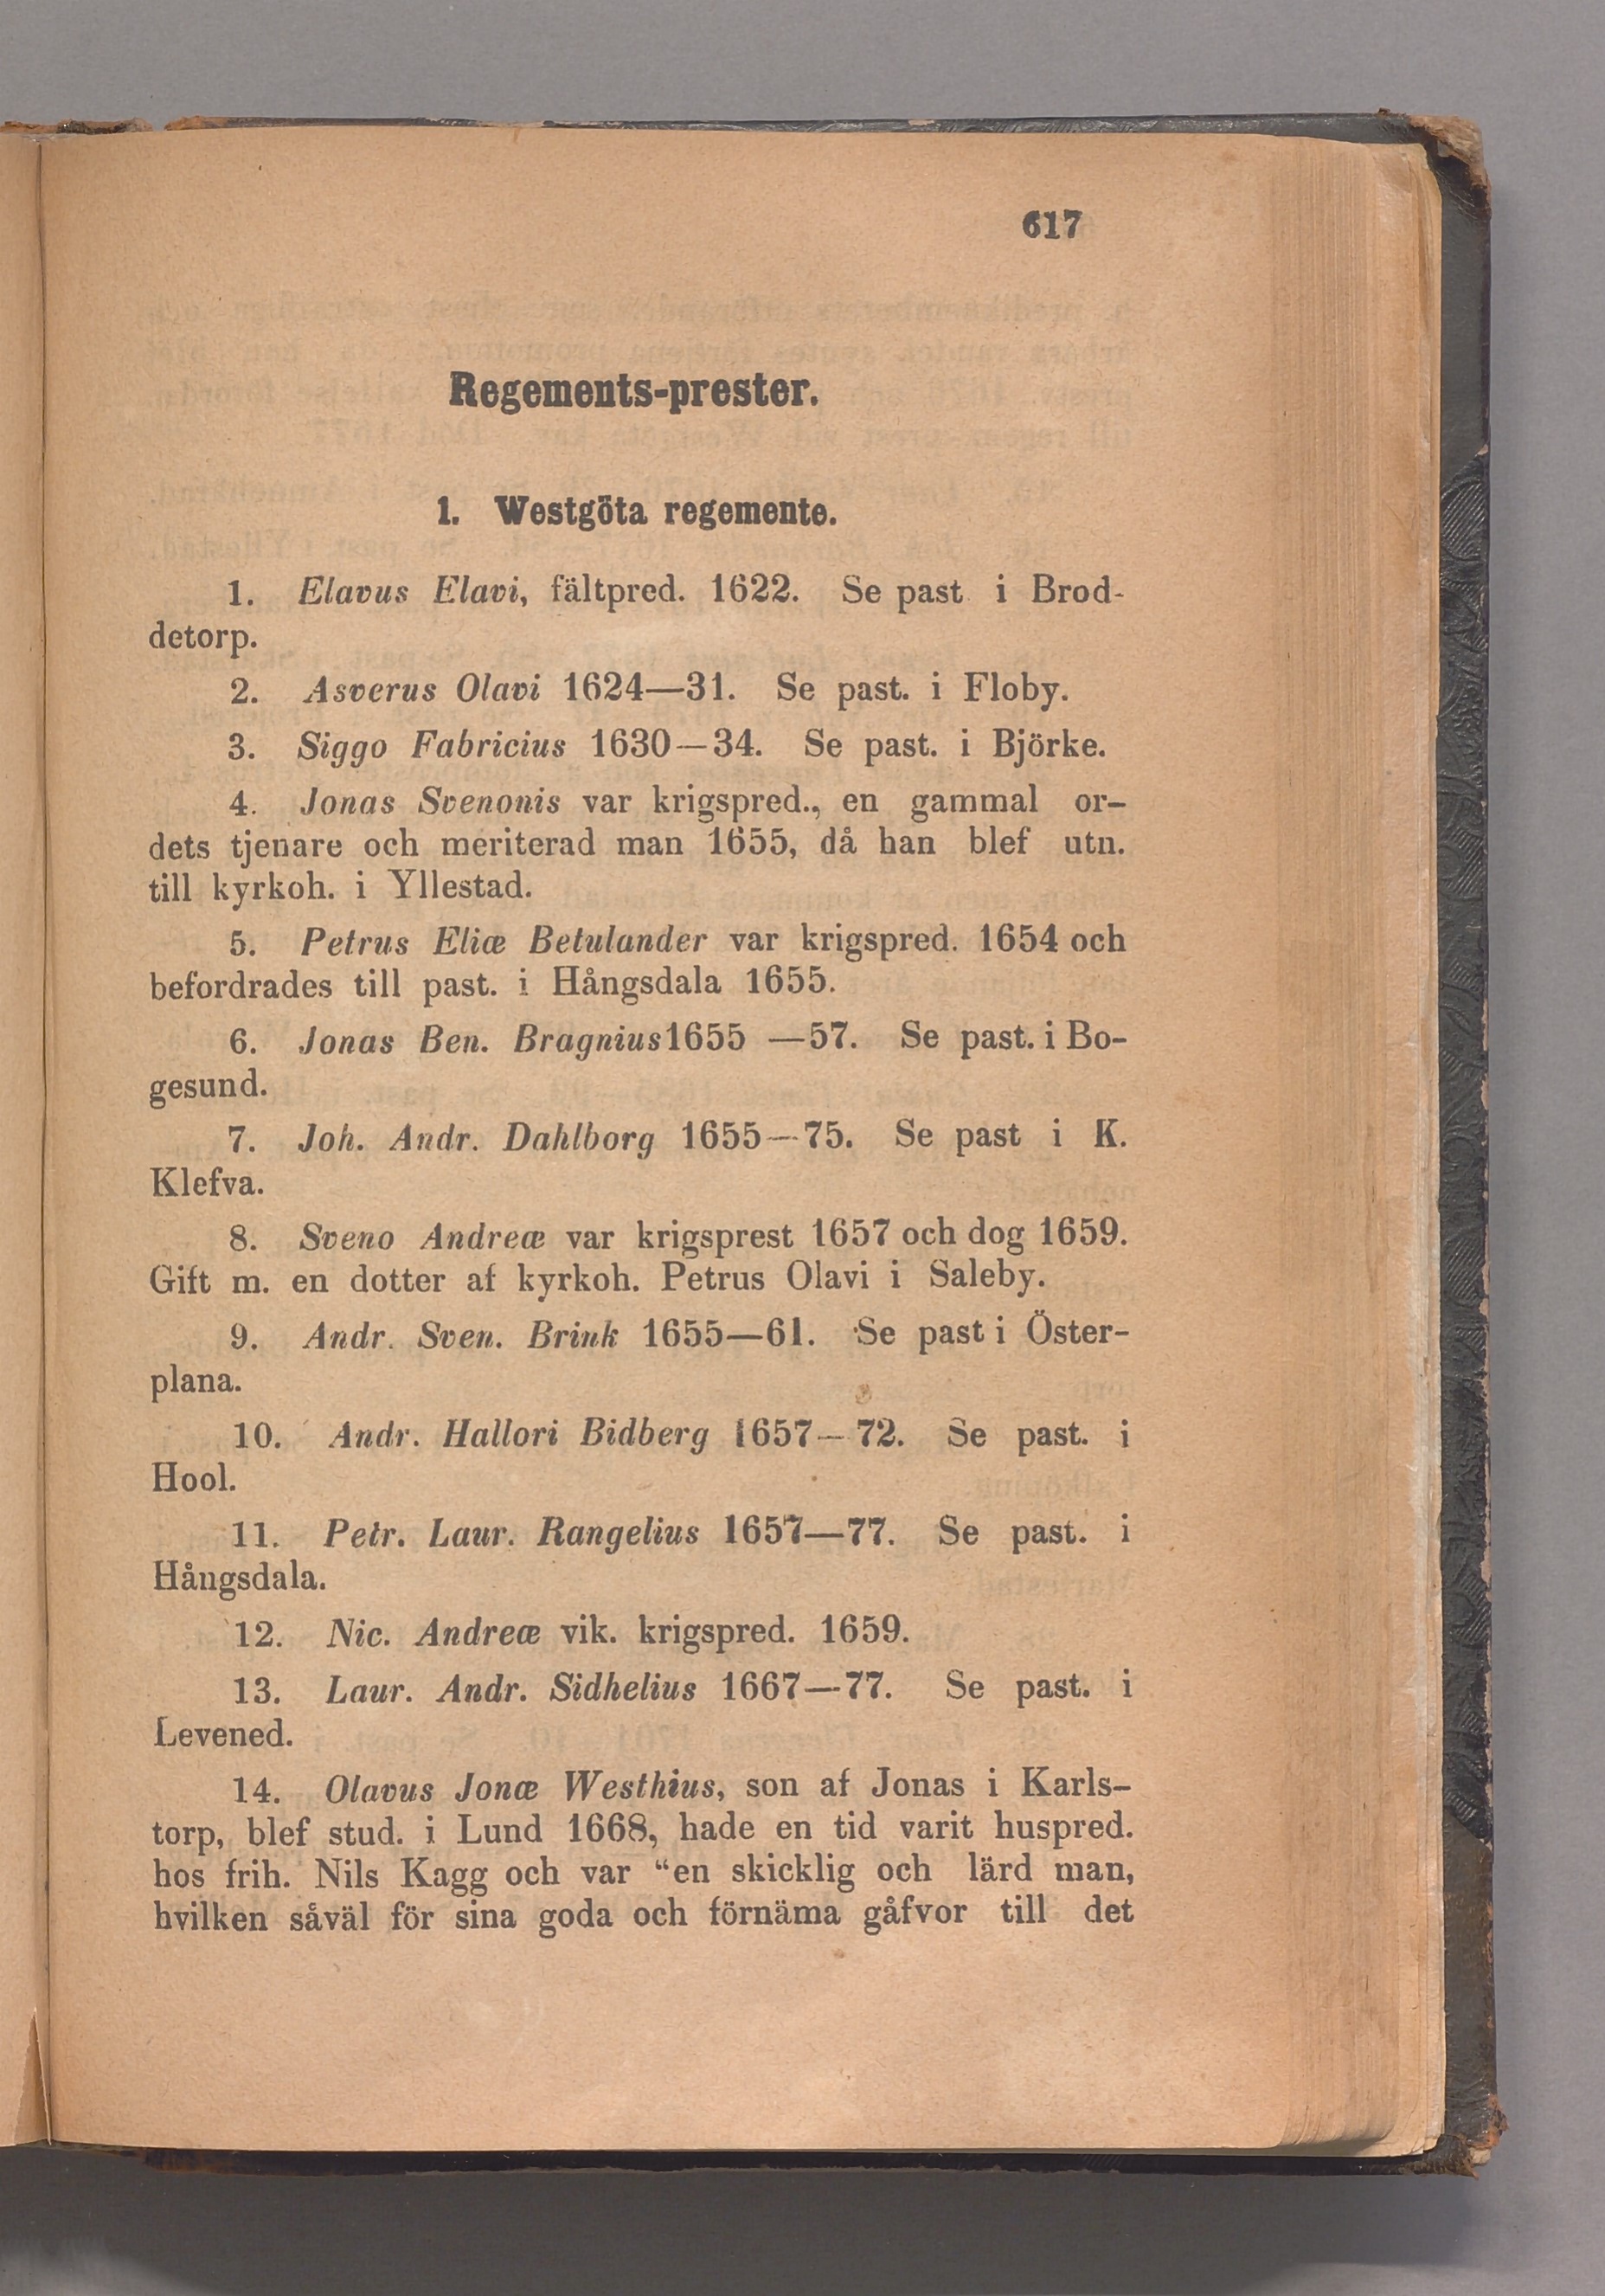 617
Regements-prester.
1. Westgöta regemente.
1. Elavus Elavi, fältpred. 1622. Se past i Brod-
detorp.
2. Asverus Olavi 1624—31. Se past. i Floby.
3. Siggo Fabricius 1630—34. Se past. i Björke.
4. Jonas Svenonis var krigspred., en gammal or-
dets tjenare och meriterad man 1655, då han blef utn.
till kyrkoh. i Yllestad.
5. Petrus Eliæ Betulander var krigspred. 1654 och
befordrades till past. i Hångsdala 1655.
6. Jonas Ben. Bragnius 1655—57. Se past. i Bo-
gesund.
7. Joh. Andr. Dahlborg 1655—75. Se past i K.
Klefva.
8. Sveno Andreæ var krigsprest 1657 och dog 1659.
Gift m. en dotter af kyrkoh. Petrus Olavi i Saleby.
9. Andr. Sven. Brink 1655—61. Se past i Öster-
plana.
10. Andr. Hallori Bidberg 1657—72. Se past. i
Hool.
11. Petr. Laur. Rangelius 1657—77. Se past. i
Hångsdala.
12. Nic. Andreæ vik. krigspred. 1659.
13. Laur. Andr. Sidhelius 1667—77. Se past. i
Levened.
14. Olavus Jonæ Westhius, son af Jonas i Karls-
torp, blef stud. i Lund 1668, hade en tid varit huspred.
hos frih. Nils Kagg och var “en skicklig och lärd man,
hvilken såväl för sina goda och förnäma gåfvor till det